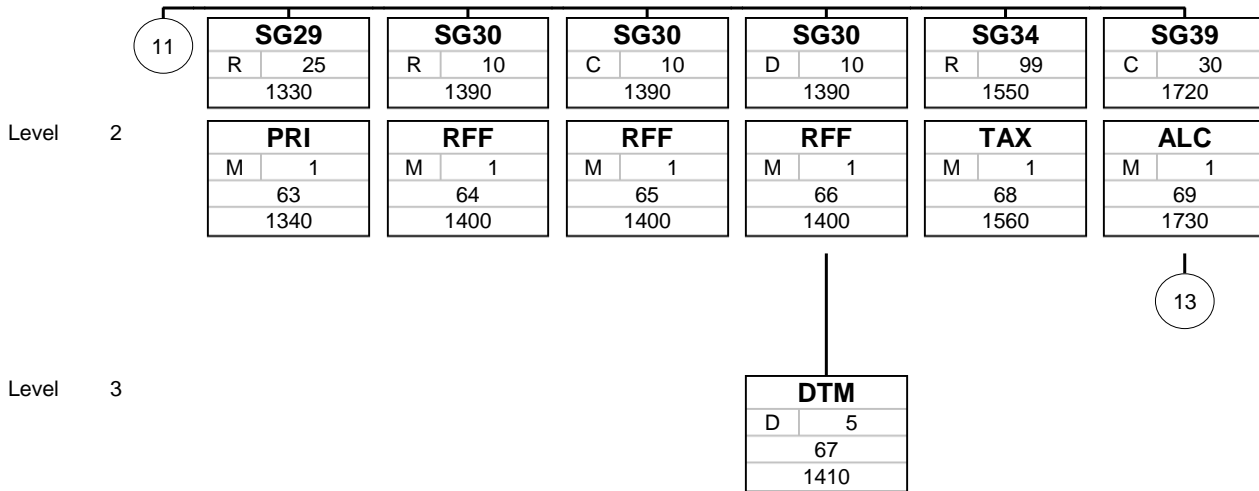 11
SG29 SG30 SG30 SG30 SG34 SG39
R 25 R 10 C 10 D 10 R 99 C 30
1330 1390 1390 1390 1550 1720
Level 2
PRI RFF RFF RFF TAX ALC
M 1 M 1 M 1 M 1 M 1 M 1
63 64 65 66 68 69
1340 1400 1400 1400 1560 1730
13
Level 3
DTM
D 5
67
1410